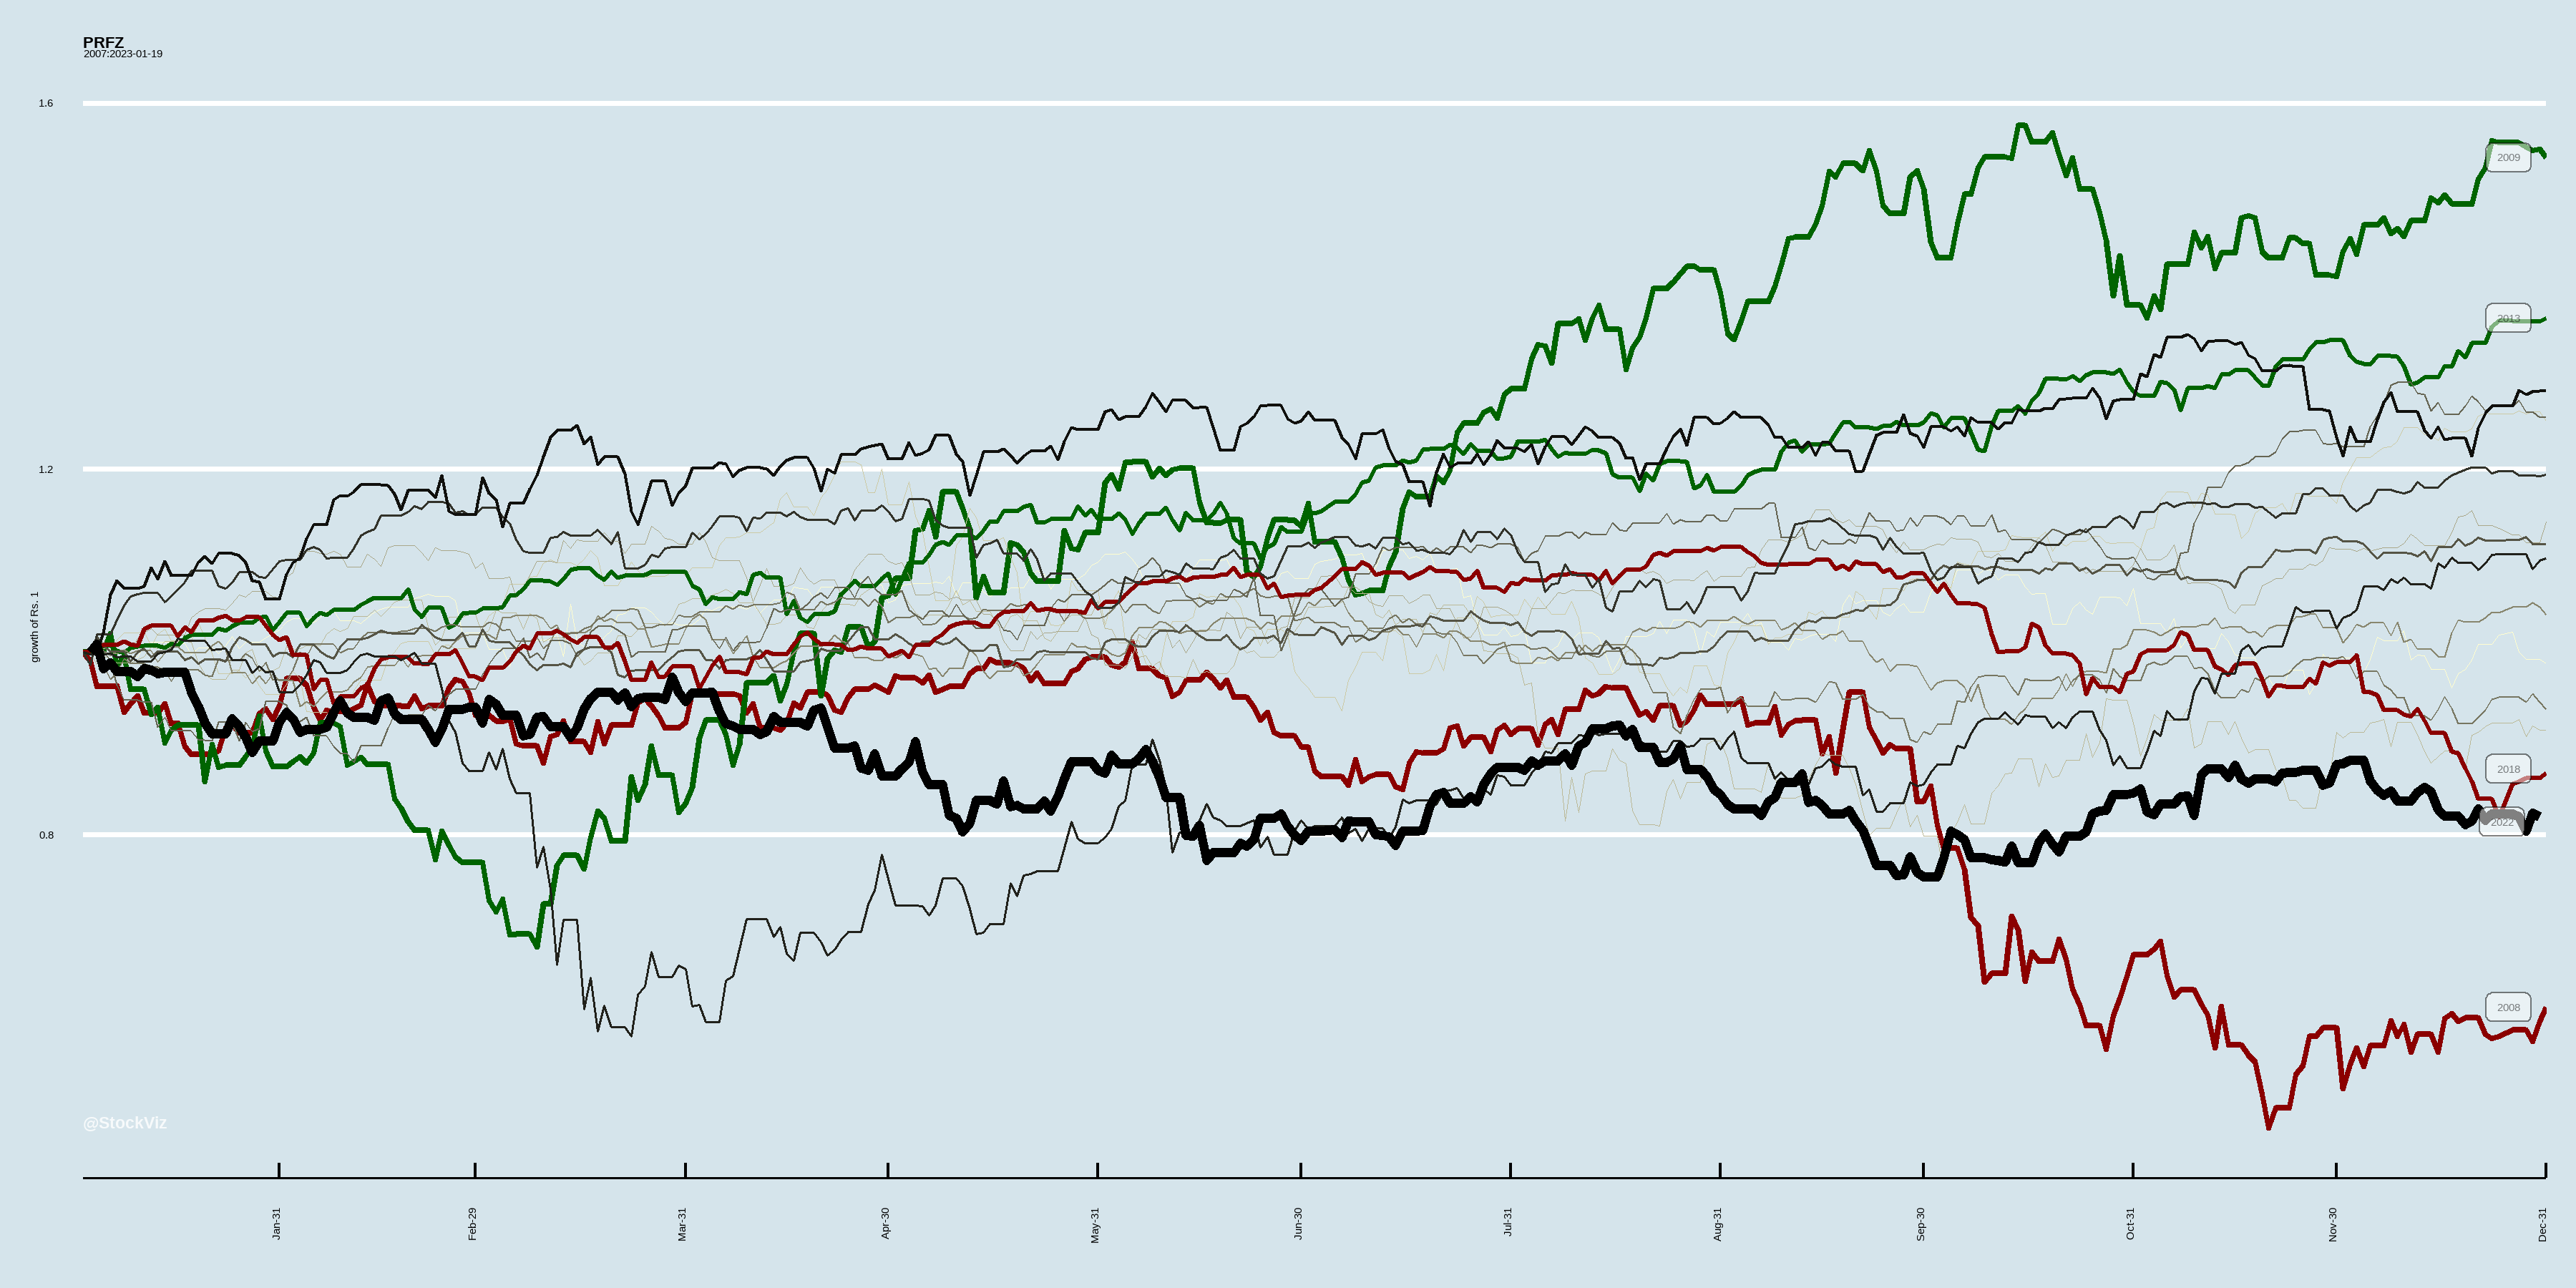 PRFZ
2007:2023-01-19
1.6
1.2
0.8
growth of Rs. 1
2009
2013
2018
2022
2008
@StockViz
Jan-31
Feb-29
Mar-31
Apr-30
May-31
Jun-30
Jul-31
Aug-31
Sep-30
Oct-31
Nov-30
Dec-31